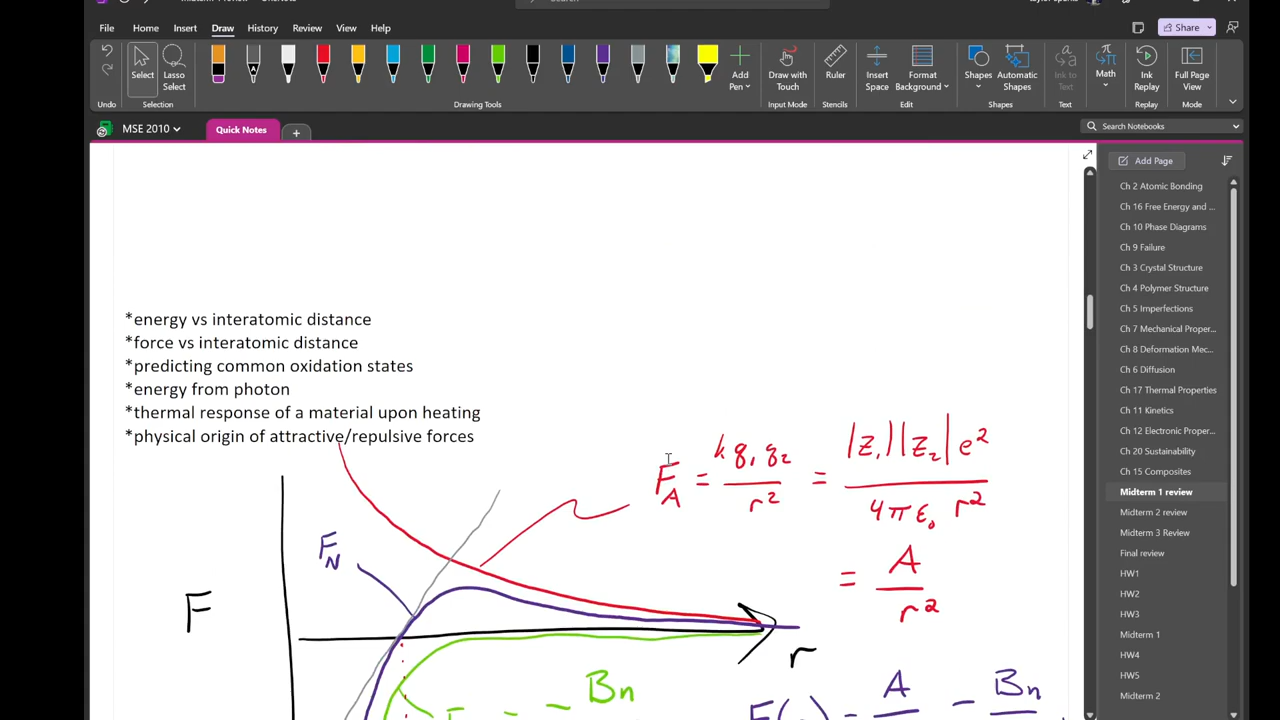 File Home Insert Draw History Review View Help Share
Select
Lasso Select
Add Pen
Draw with Touch
Ruler
Insert Space
Format Background
Shapes
Automatic Shapes
Ink to Text
Math
Ink Replay
Full Page View
Undo Selection Drawing Tools Input Mode Stencils Edit Shapes Text Math Replay Mode
MSE 2010 Quick Notes + Search Notebooks
Add Page
Ch 2 Atomic Bonding
Ch 16 Free Energy and ...
Ch 10 Phase Diagrams
Ch 9 Failure
Ch 3 Crystal Structure
Ch 4 Polymer Structure
Ch 5 Imperfections
Ch 7 Mechanical Proper...
Ch 8 Deformation Mec...
Ch 6 Diffusion
Ch 17 Thermal Properties
Ch 11 Kinetics
Ch 12 Electronic Proper...
Ch 20 Sustainability
Ch 15 Composites
Midterm 1 review
Midterm 2 review
Midterm 3 Review
Final review
HW1
HW2
HW3
Midterm 1
HW4
HW5
Midterm 2
*energy vs interatomic distance
*force vs interatomic distance
*predicting common oxidation states
*energy from photon
*thermal response of a material upon heating
*physical origin of attractive/repulsive forces
F_A = k q₁ q₂ / r² = |z₁||z₂| e² / 4πε₀ r²
= A / r²
F_N
F
r
= -Bn
= A - Bn